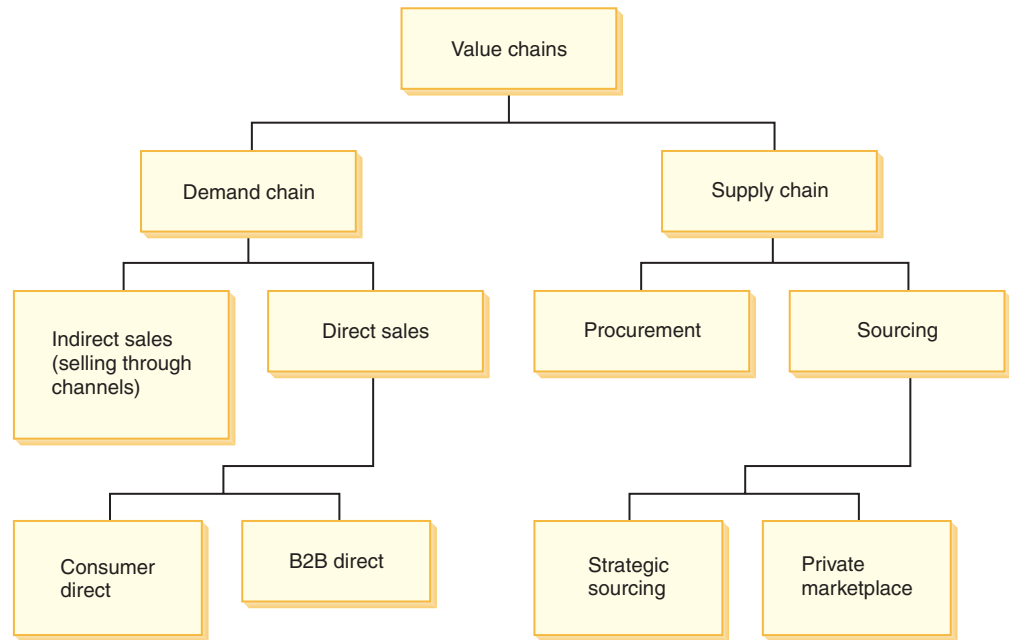 Value chains
Demand chain
Supply chain
Indirect sales
(selling through
channels)
Direct sales
Procurement
Sourcing
Consumer
direct
B2B direct
Strategic
sourcing
Private
marketplace